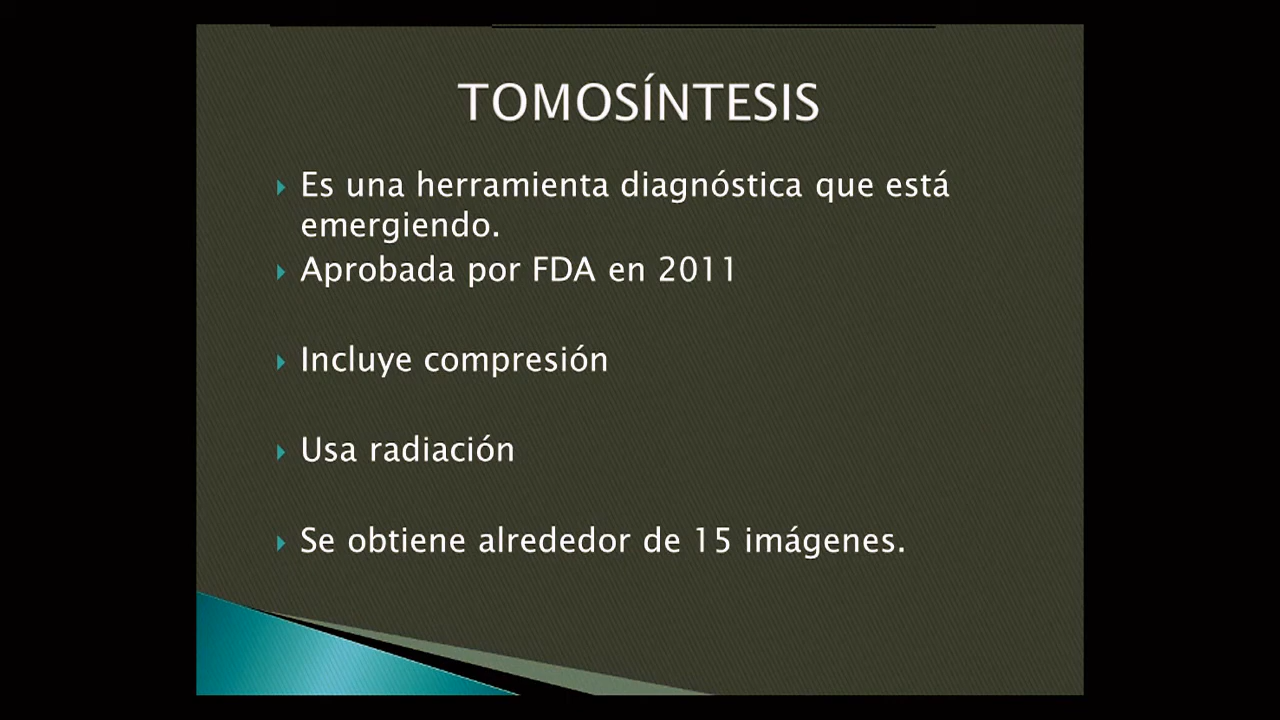 TOMOSÍNTESIS
Es una herramienta diagnóstica que está
emergiendo.
Aprobada por FDA en 2011
Incluye compresión
Usa radiación
Se obtiene alrededor de 15 imágenes.